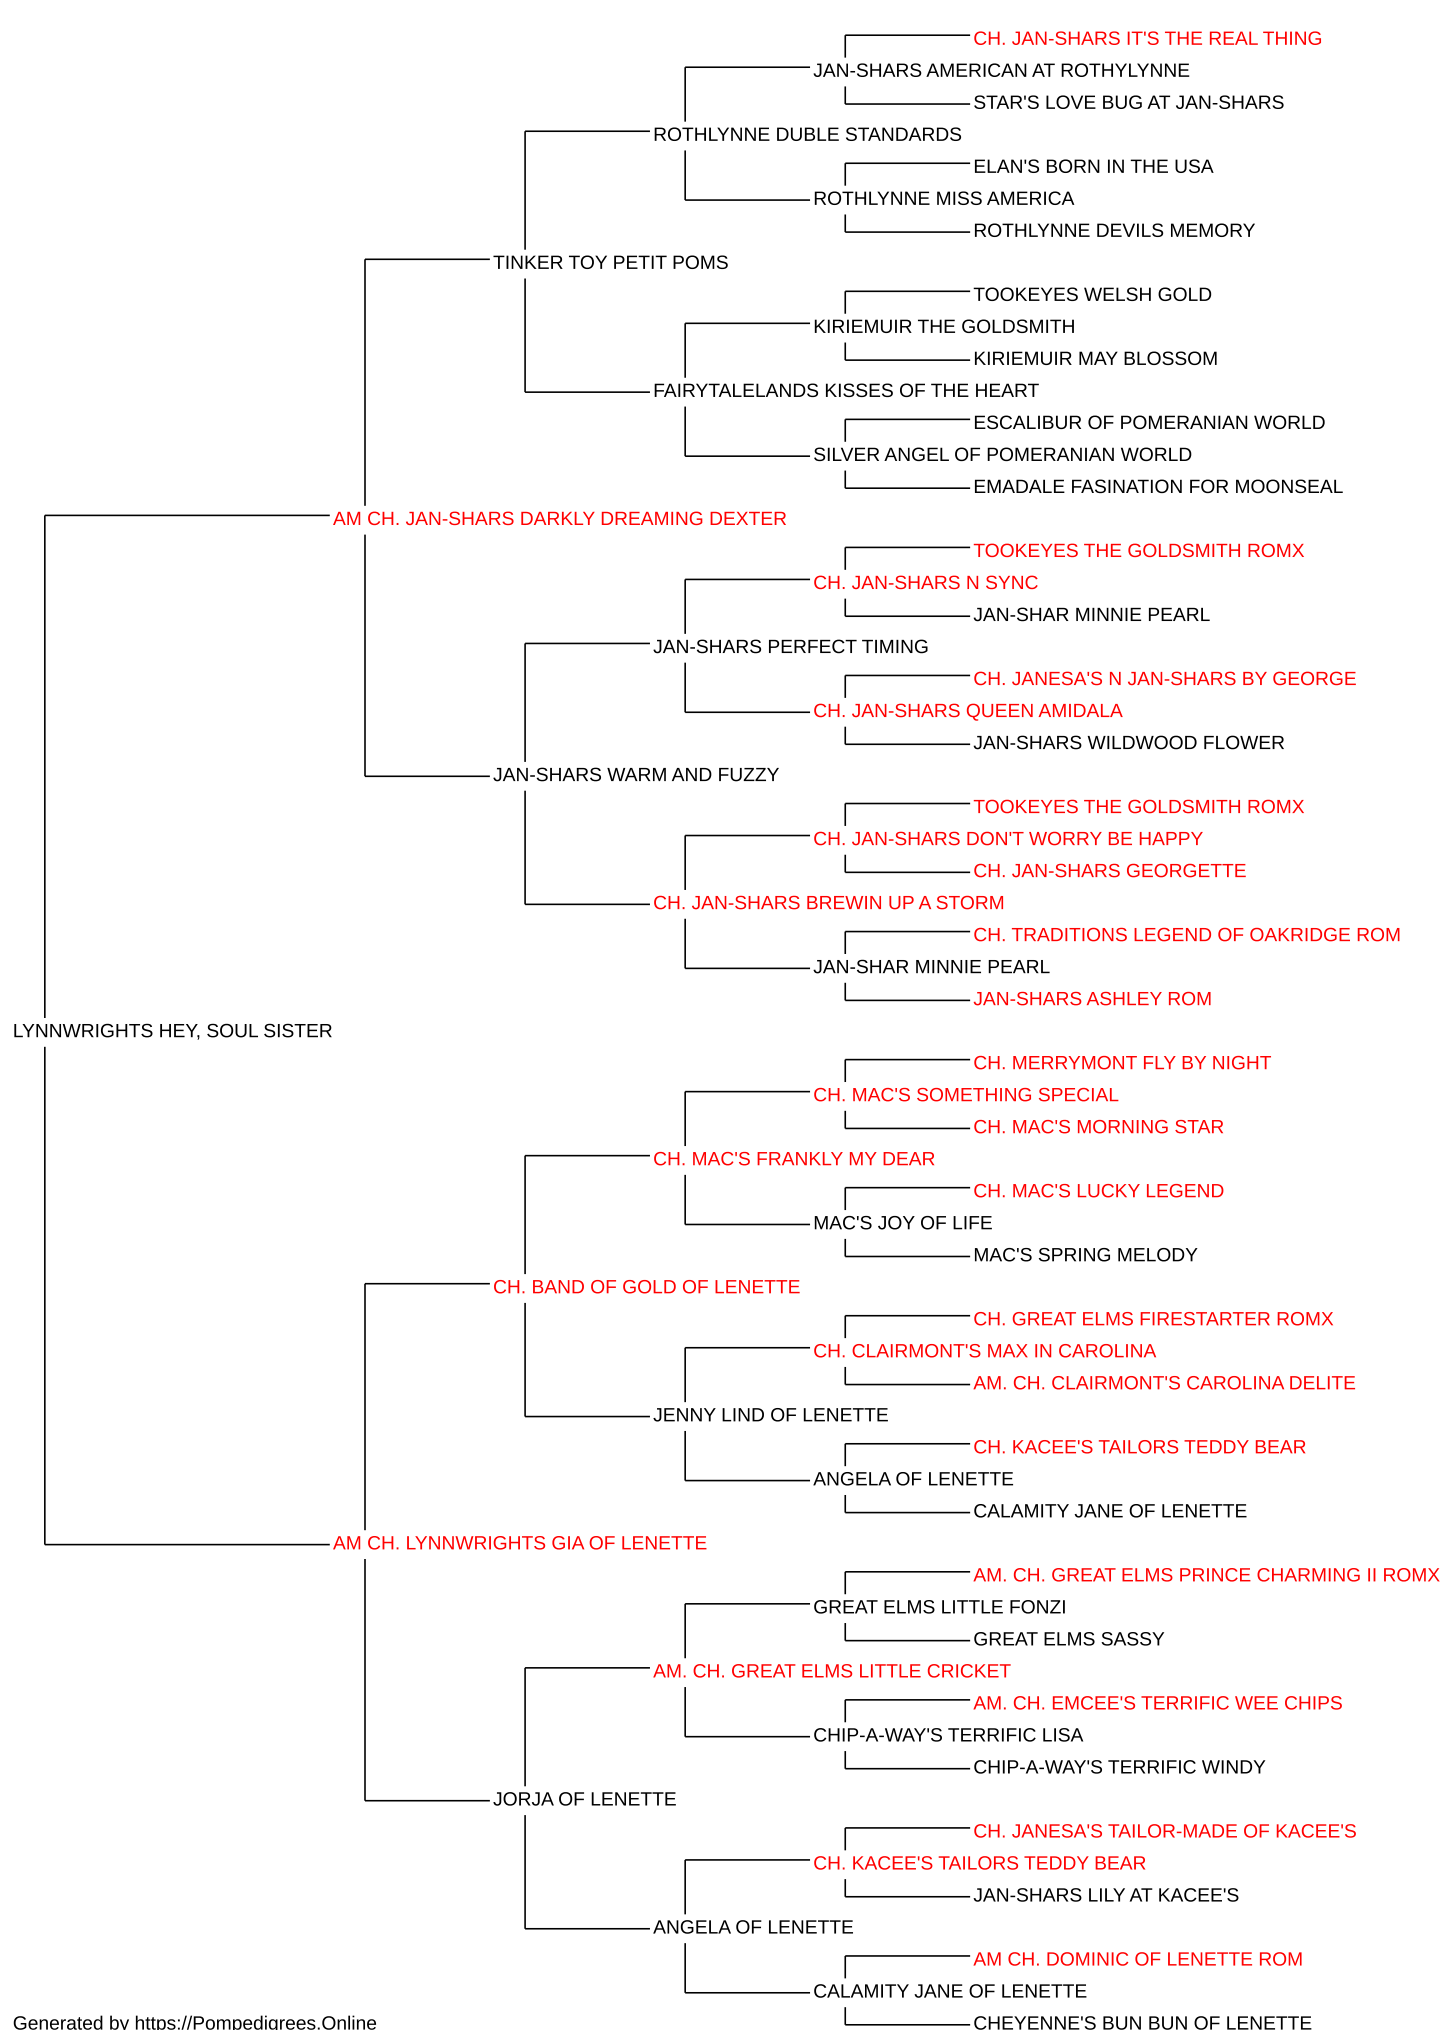 CH. JAN-SHARS IT'S THE REAL THING
JAN-SHARS AMERICAN AT ROTHYLYNNE
STAR'S LOVE BUG AT JAN-SHARS
ROTHLYNNE DUBLE STANDARDS
ELAN'S BORN IN THE USA
ROTHLYNNE MISS AMERICA
ROTHLYNNE DEVILS MEMORY
TINKER TOY PETIT POMS
TOOKEYES WELSH GOLD
KIRIEMUIR THE GOLDSMITH
KIRIEMUIR MAY BLOSSOM
FAIRYTALELANDS KISSES OF THE HEART
ESCALIBUR OF POMERANIAN WORLD
SILVER ANGEL OF POMERANIAN WORLD
EMADALE FASINATION FOR MOONSEAL
AM CH. JAN-SHARS DARKLY DREAMING DEXTER
TOOKEYES THE GOLDSMITH ROMX
CH. JAN-SHARS N SYNC
JAN-SHAR MINNIE PEARL
JAN-SHARS PERFECT TIMING
CH. JANESA'S N JAN-SHARS BY GEORGE
CH. JAN-SHARS QUEEN AMIDALA
JAN-SHARS WILDWOOD FLOWER
JAN-SHARS WARM AND FUZZY
TOOKEYES THE GOLDSMITH ROMX
CH. JAN-SHARS DON'T WORRY BE HAPPY
CH. JAN-SHARS GEORGETTE
CH. JAN-SHARS BREWIN UP A STORM
CH. TRADITIONS LEGEND OF OAKRIDGE ROM
JAN-SHAR MINNIE PEARL
JAN-SHARS ASHLEY ROM
LYNNWRIGHTS HEY, SOUL SISTER
CH. MERRYMONT FLY BY NIGHT
CH. MAC'S SOMETHING SPECIAL
CH. MAC'S MORNING STAR
CH. MAC'S FRANKLY MY DEAR
CH. MAC'S LUCKY LEGEND
MAC'S JOY OF LIFE
MAC'S SPRING MELODY
CH. BAND OF GOLD OF LENETTE
CH. GREAT ELMS FIRESTARTER ROMX
CH. CLAIRMONT'S MAX IN CAROLINA
AM. CH. CLAIRMONT'S CAROLINA DELITE
JENNY LIND OF LENETTE
CH. KACEE'S TAILORS TEDDY BEAR
ANGELA OF LENETTE
CALAMITY JANE OF LENETTE
AM CH. LYNNWRIGHTS GIA OF LENETTE
AM. CH. GREAT ELMS PRINCE CHARMING II ROMX
GREAT ELMS LITTLE FONZI
GREAT ELMS SASSY
AM. CH. GREAT ELMS LITTLE CRICKET
AM. CH. EMCEE'S TERRIFIC WEE CHIPS
CHIP-A-WAY'S TERRIFIC LISA
CHIP-A-WAY'S TERRIFIC WINDY
JORJA OF LENETTE
CH. JANESA'S TAILOR-MADE OF KACEE'S
CH. KACEE'S TAILORS TEDDY BEAR
JAN-SHARS LILY AT KACEE'S
ANGELA OF LENETTE
AM CH. DOMINIC OF LENETTE ROM
CALAMITY JANE OF LENETTE
CHEYENNE'S BUN BUN OF LENETTE
Generated by https://Pompedigrees.Online